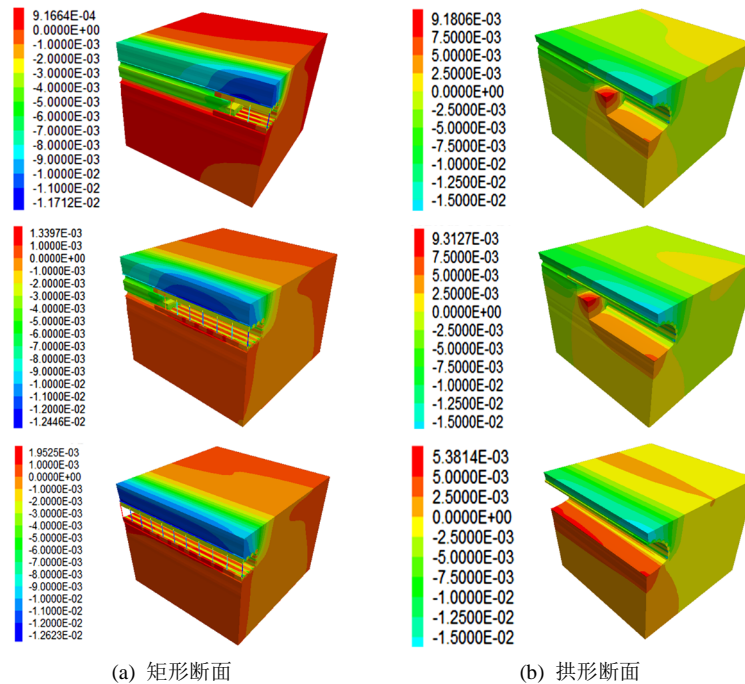 9.1664E-04
0.0000E+00
-1.0000E-03
-2.0000E-03
-3.0000E-03
-4.0000E-03
-5.0000E-03
-6.0000E-03
-7.0000E-03
-8.0000E-03
-9.0000E-03
-1.0000E-02
-1.1000E-02
-1.1712E-02
9.1806E-03
7.5000E-03
5.0000E-03
2.5000E-03
0.0000E+00
-2.5000E-03
-5.0000E-03
-7.5000E-03
-1.0000E-02
-1.2500E-02
-1.5000E-02
1.3397E-03
1.0000E-03
0.0000E+00
-1.0000E-03
-2.0000E-03
-3.0000E-03
-4.0000E-03
-5.0000E-03
-6.0000E-03
-7.0000E-03
-8.0000E-03
-9.0000E-03
-1.0000E-02
-1.1000E-02
-1.2000E-02
-1.2446E-02
9.3127E-03
7.5000E-03
5.0000E-03
2.5000E-03
0.0000E+00
-2.5000E-03
-5.0000E-03
-7.5000E-03
-1.0000E-02
-1.2500E-02
-1.5000E-02
1.9525E-03
1.0000E-03
0.0000E+00
-1.0000E-03
-2.0000E-03
-3.0000E-03
-4.0000E-03
-5.0000E-03
-6.0000E-03
-7.0000E-03
-8.0000E-03
-9.0000E-03
-1.0000E-02
-1.1000E-02
-1.2000E-02
-1.2623E-02
5.3814E-03
5.0000E-03
2.5000E-03
0.0000E+00
-2.5000E-03
-5.0000E-03
-7.5000E-03
-1.0000E-02
-1.2500E-02
-1.5000E-02
(a) 矩形断面
(b) 拱形断面